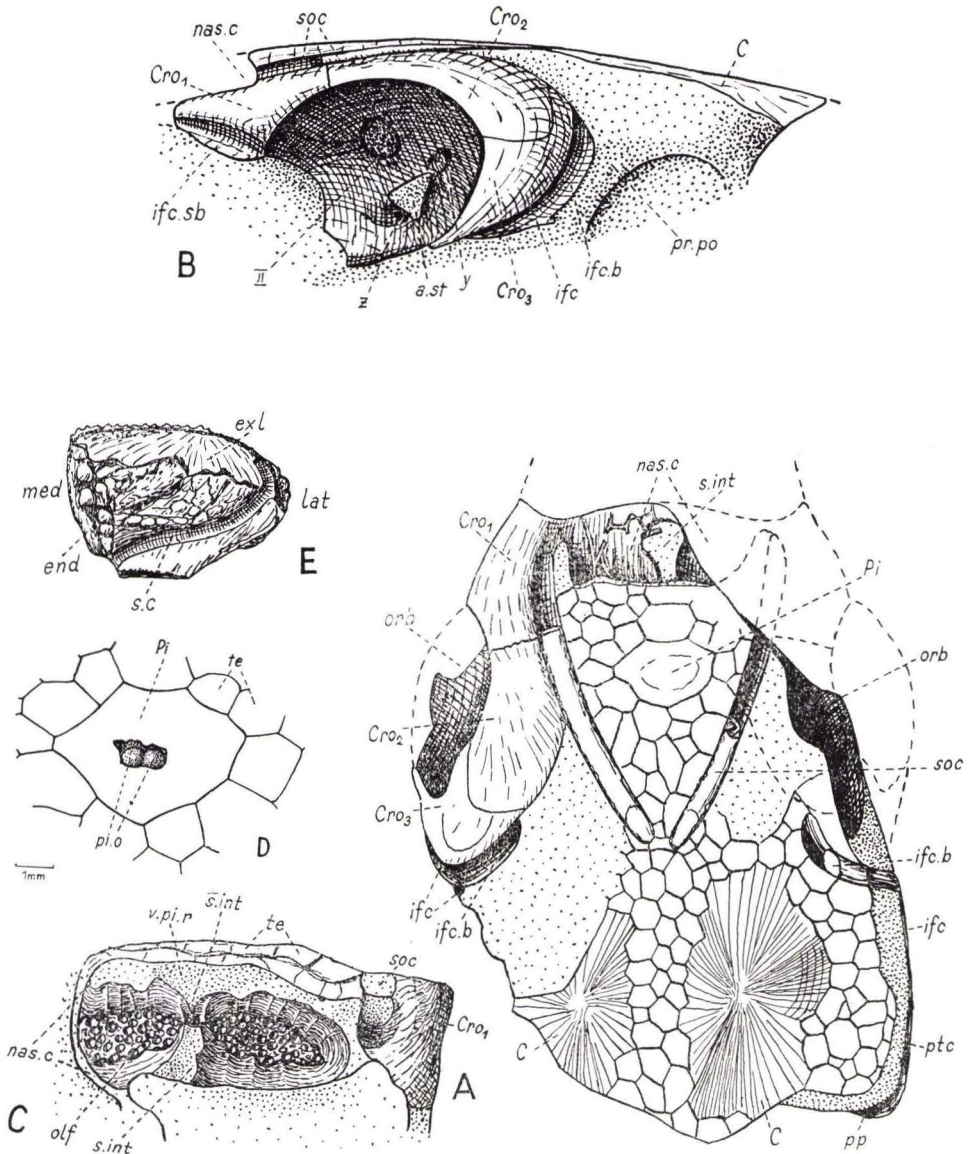 nas.c
soc
Cro₂
C
Cro₁
ifc.sb
B
II
z
a.st
y
Cro₃
ifc
ifc.b
pr.po
exl
med
lat
end
E
s.c
nas.c
s.int
Cro₁
Pi
orb
orb
Cro₂
soc
Cro₃
ifc.b
ifc
ifc.b
ifc
C
ptc
C
pp
A
Pi
te
pi.o
D
1mm
v.pi.r
s.int
te
soc
Cro₁
nas.c
C
olf
s.int